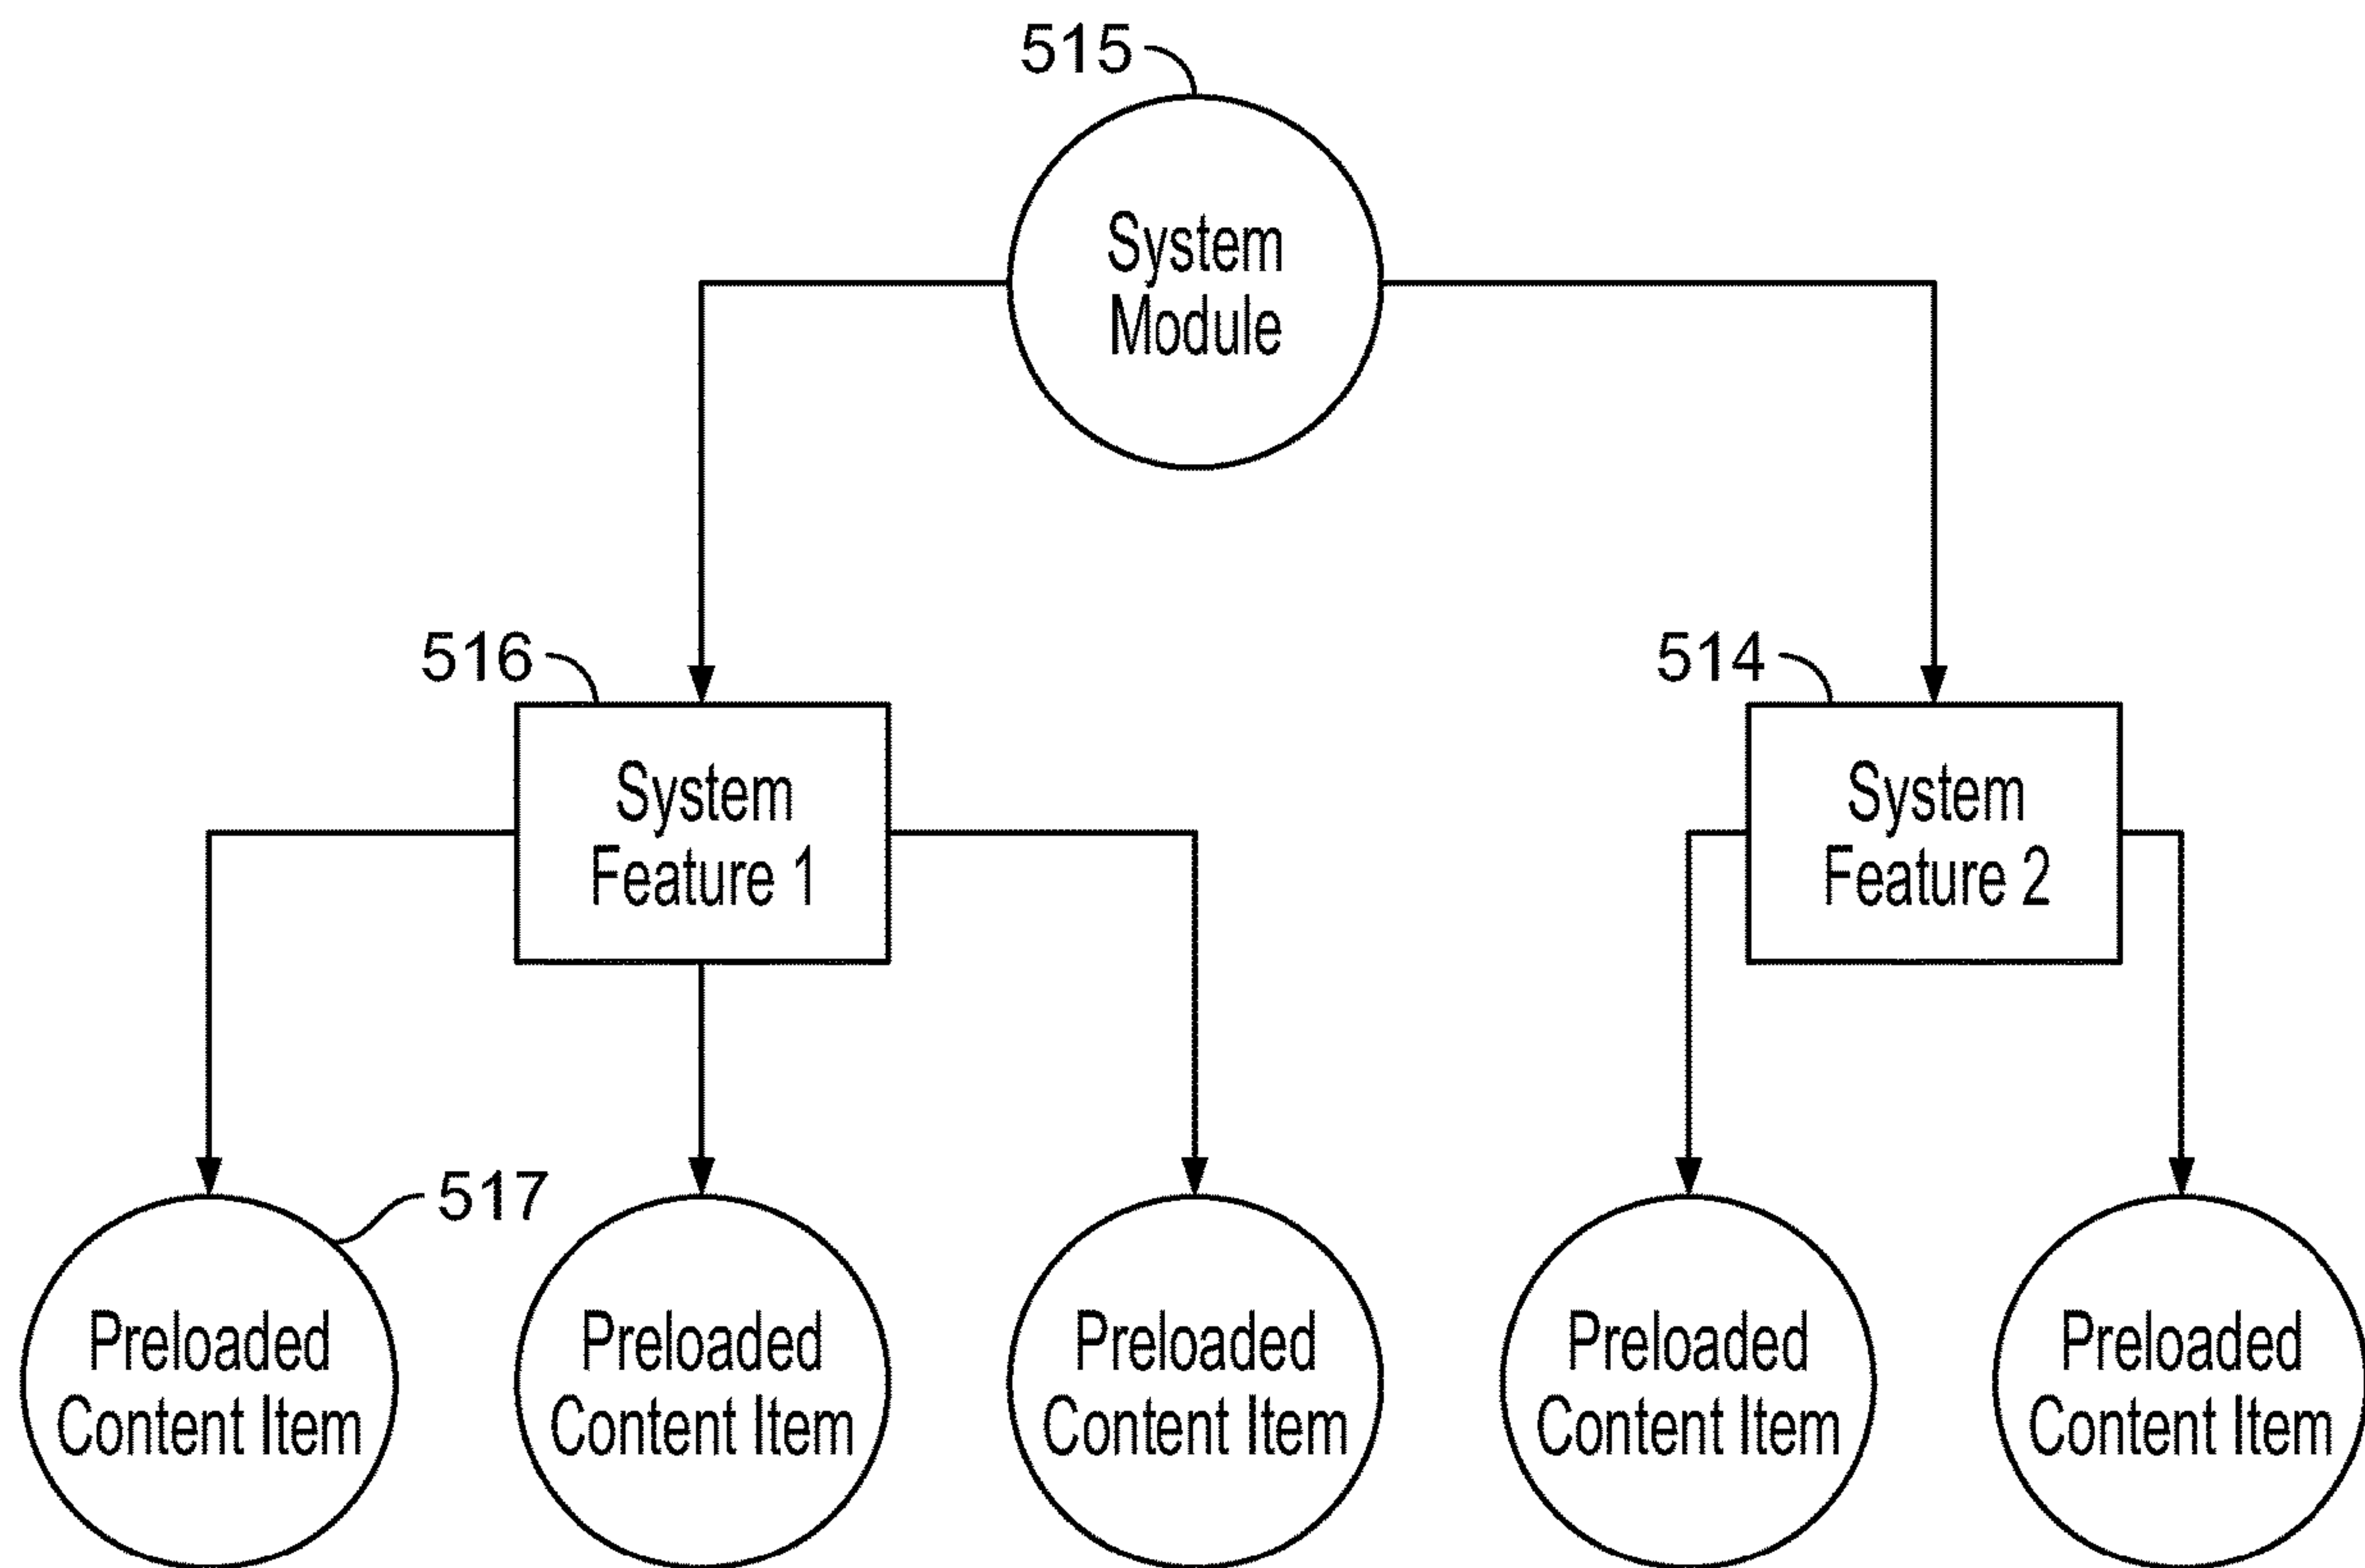 515
System
Module
516
514
System
Feature 1
System
Feature 2
517
Preloaded
Content Item
Preloaded
Content Item
Preloaded
Content Item
Preloaded
Content Item
Preloaded
Content Item